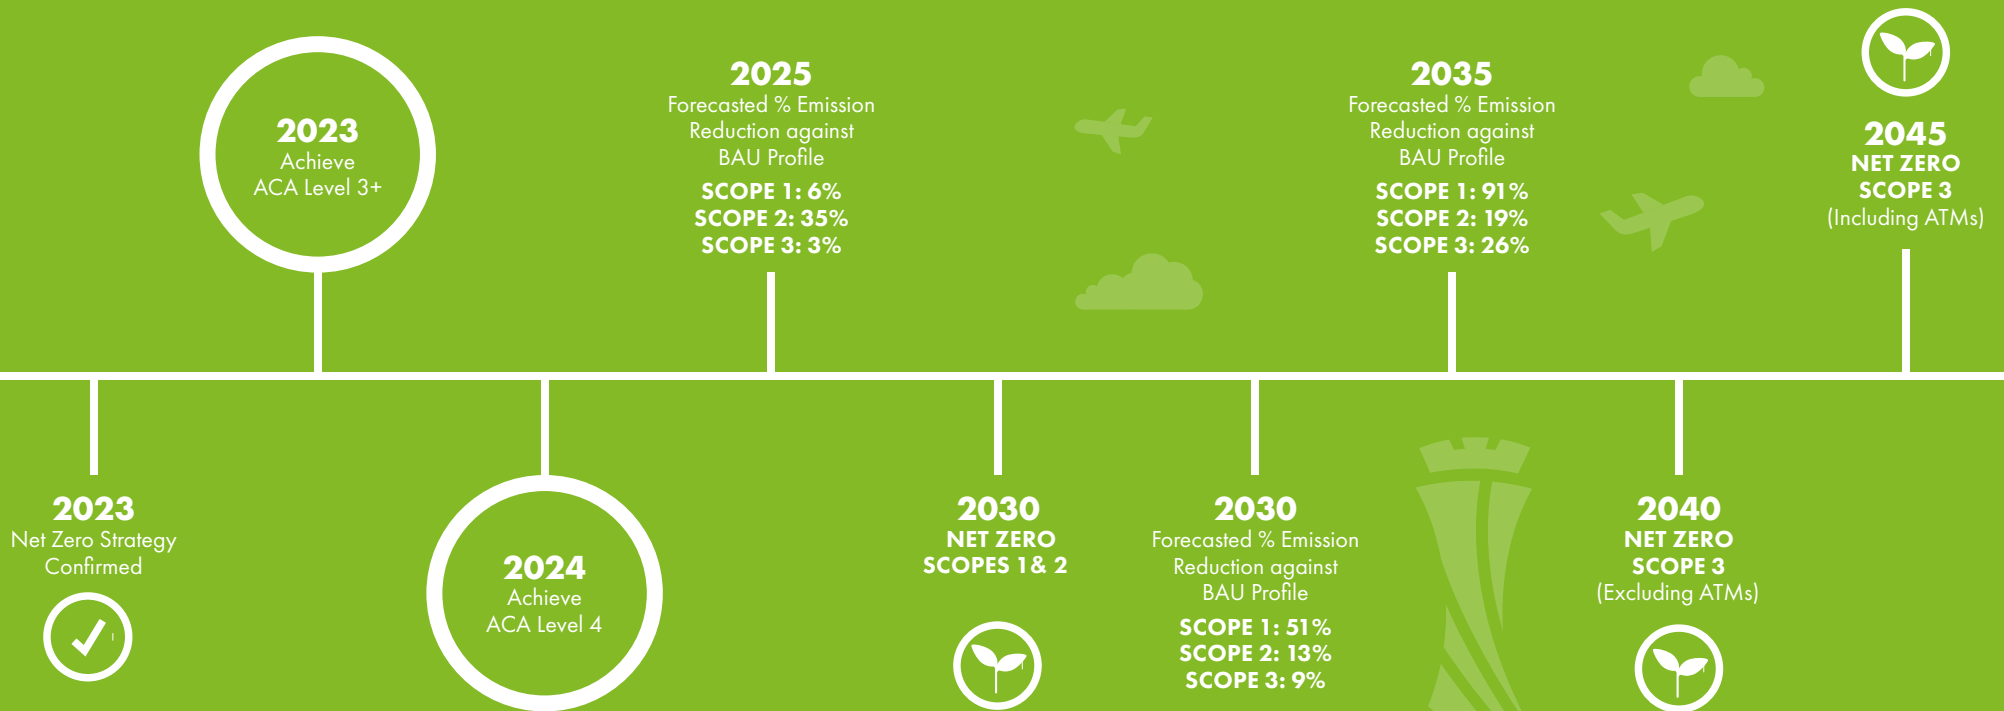 2023
Net Zero Strategy
Confirmed
2023
Achieve
ACA Level 3+
2024
Achieve
ACA Level 4
2025
Forecasted % Emission
Reduction against
BAU Profile
SCOPE 1: 6%
SCOPE 2: 35%
SCOPE 3: 3%
2030
NET ZERO
SCOPES 1& 2
2030
Forecasted % Emission
Reduction against
BAU Profile
SCOPE 1: 51%
SCOPE 2: 13%
SCOPE 3: 9%
2035
Forecasted % Emission
Reduction against
BAU Profile
SCOPE 1: 91%
SCOPE 2: 19%
SCOPE 3: 26%
2040
NET ZERO
SCOPE 3
(Excluding ATMs)
2045
NET ZERO
SCOPE 3
(Including ATMs)